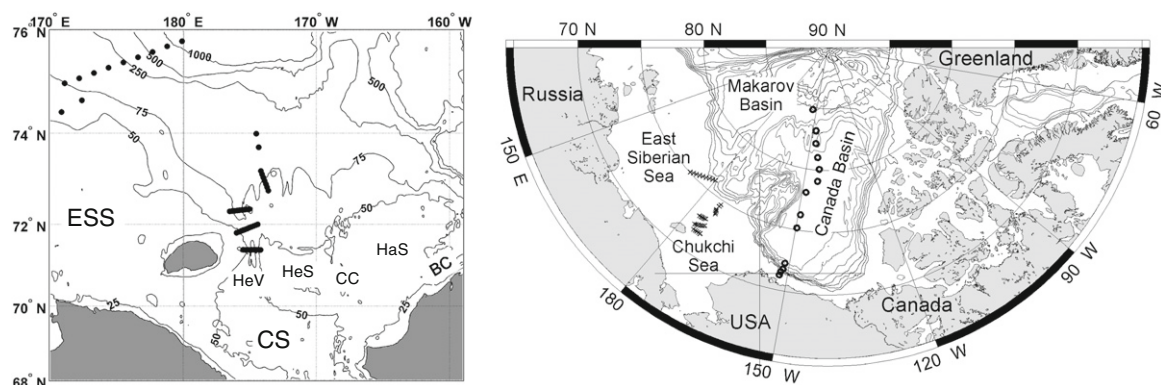 170° E
180° W
170° W
160° W
76° N
74° N
72° N
70° N
68° N
1000
500
250
500
75
50
75
50
ESS
HaS
HeS
CC
BC
HeV
25
25
50
50
CS
70 N
80 N
90 N
Russia
Makarov
Basin
Greenland
60 W
150 E
East
Siberian
Sea
Canada Basin
Chukchi
Sea
90 W
180
USA
Canada
150 W
120 W